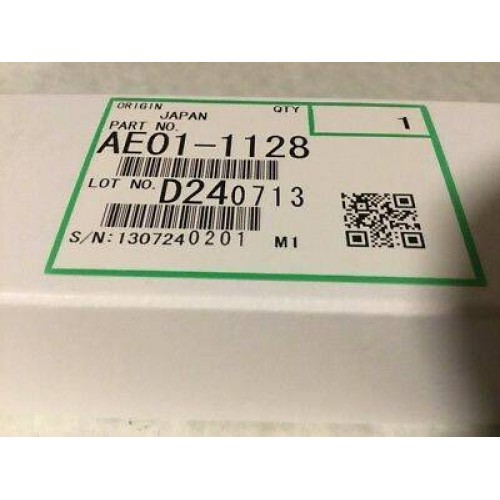 ORIGIN JAPAN QTY 1
PART NO.
AE01-1128
LOT NO. D240713
S/N:1307240201 M1